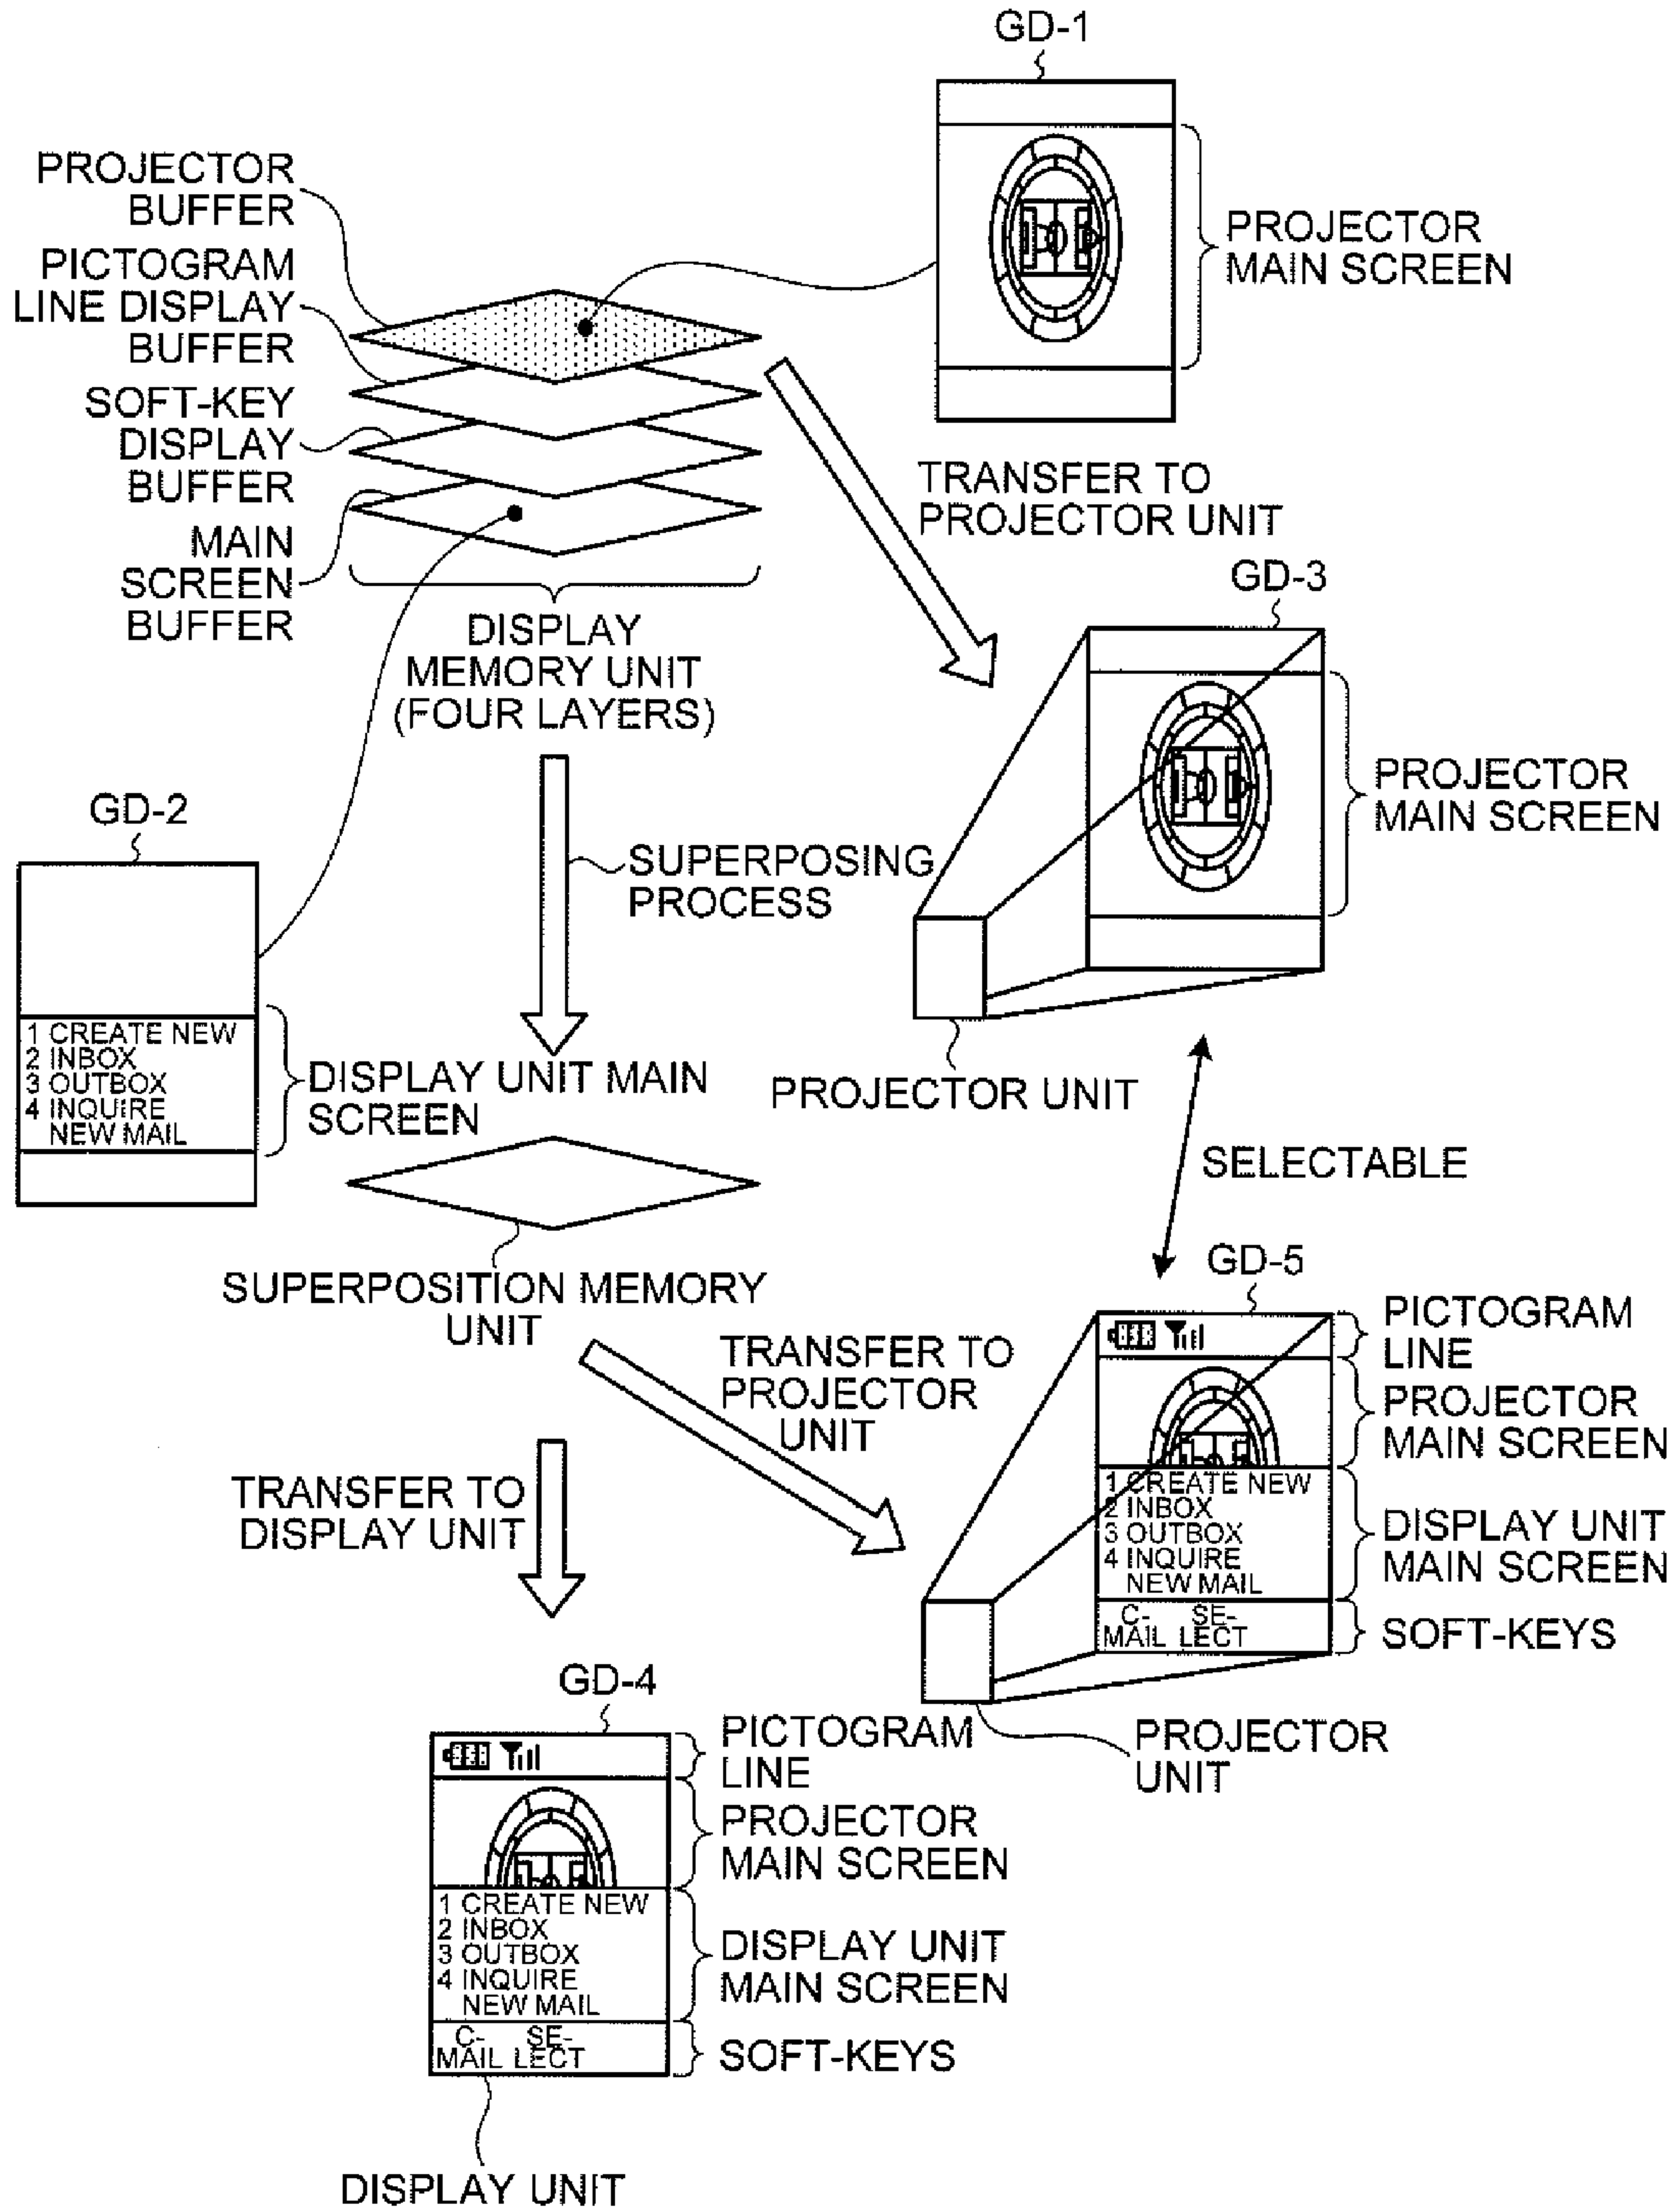 GD-1
PROJECTOR
BUFFER
PICTOGRAM
LINE DISPLAY
BUFFER
SOFT-KEY
DISPLAY
BUFFER
MAIN
SCREEN
BUFFER
PROJECTOR
MAIN SCREEN
TRANSFER TO
PROJECTOR UNIT
DISPLAY
MEMORY UNIT
(FOUR LAYERS)
GD-3
PROJECTOR
MAIN SCREEN
PROJECTOR UNIT
GD-2
1 CREATE NEW
2 INBOX
3 OUTBOX
4 INQUIRE
NEW MAIL
DISPLAY UNIT MAIN
SCREEN
SUPERPOSING
PROCESS
SELECTABLE
SUPERPOSITION MEMORY
UNIT
TRANSFER TO
PROJECTOR
UNIT
TRANSFER TO
DISPLAY UNIT
GD-5
1 CREATE NEW
2 INBOX
3 OUTBOX
4 INQUIRE
NEW MAIL
C- SE-
MAIL LECT
PICTOGRAM
LINE
PROJECTOR
MAIN SCREEN
DISPLAY UNIT
MAIN SCREEN
SOFT-KEYS
PROJECTOR
UNIT
GD-4
1 CREATE NEW
2 INBOX
3 OUTBOX
4 INQUIRE
NEW MAIL
C- SE-
MAIL LECT
PICTOGRAM
LINE
PROJECTOR
MAIN SCREEN
DISPLAY UNIT
MAIN SCREEN
SOFT-KEYS
DISPLAY UNIT